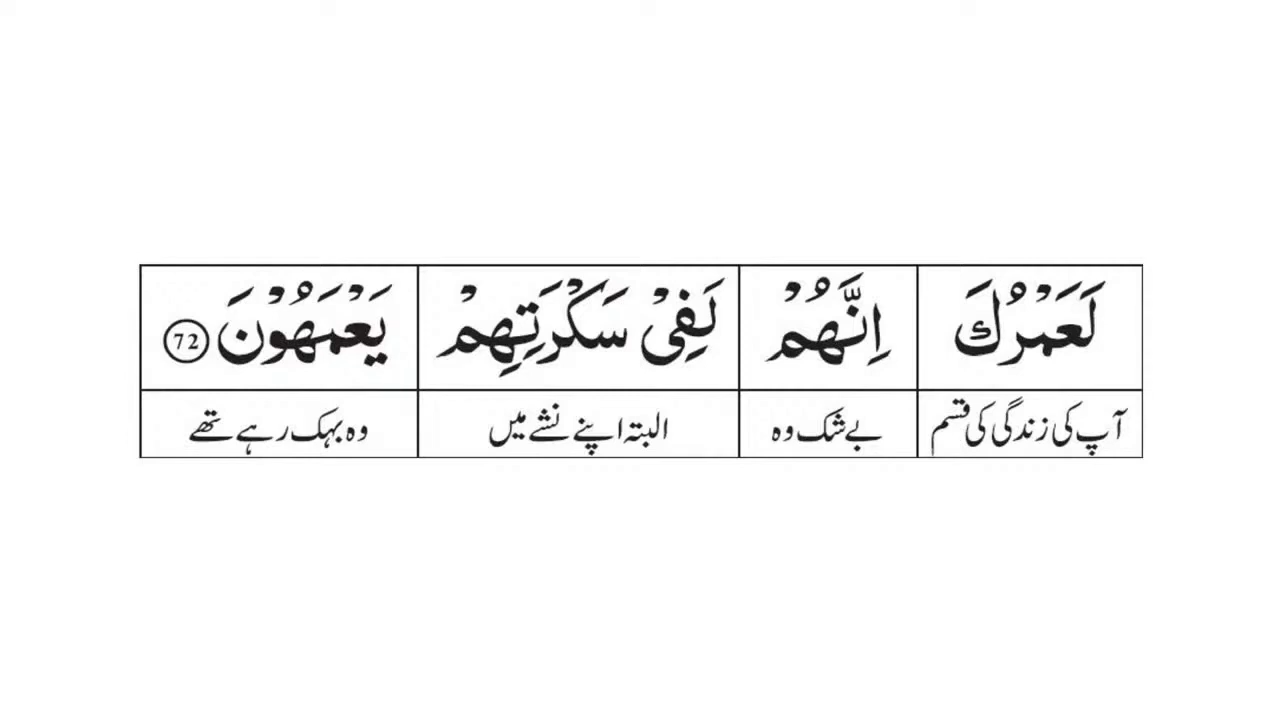 لَعَمْرُكَ اِنَّهُمْ لَفِيْ سَكْرَتِهِمْ يَعْمَهُوْنَ 72
آپ کی زندگی کی قسم بے شک وہ البتہ اپنے نشے میں وہ بہک رہے تھے